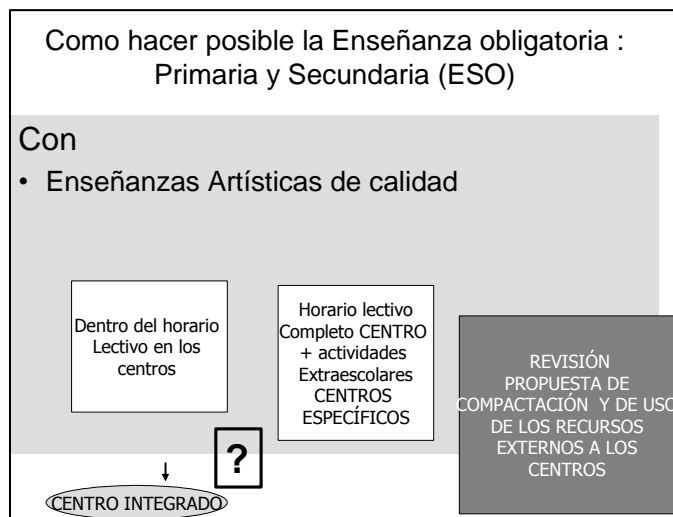 Como hacer posible la Enseñanza obligatoria :
Primaria y Secundaria (ESO)
Con
• Enseñanzas Artísticas de calidad
Dentro del horario
Lectivo en los
centros
Horario lectivo
Completo CENTRO
+ actividades
Extraescolares
CENTROS
ESPECÍFICOS
REVISIÓN
PROPUESTA DE
COMPACTACIÓN Y DE USO
DE LOS RECURSOS
EXTERNOS A LOS
CENTROS
?
CENTRO INTEGRADO